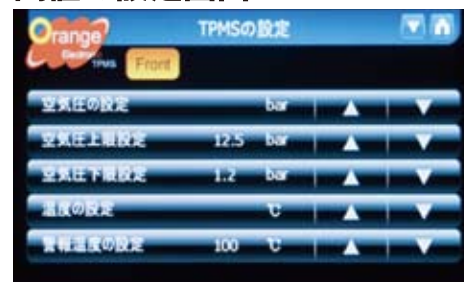 Orange
Electronic
TPMS
TPMSの設定
Front
空気圧の設定 bar
空気圧上限設定 12.5 bar
空気圧下限設定 1.2 bar
温度の設定 ℃
警報温度の設定 100 ℃